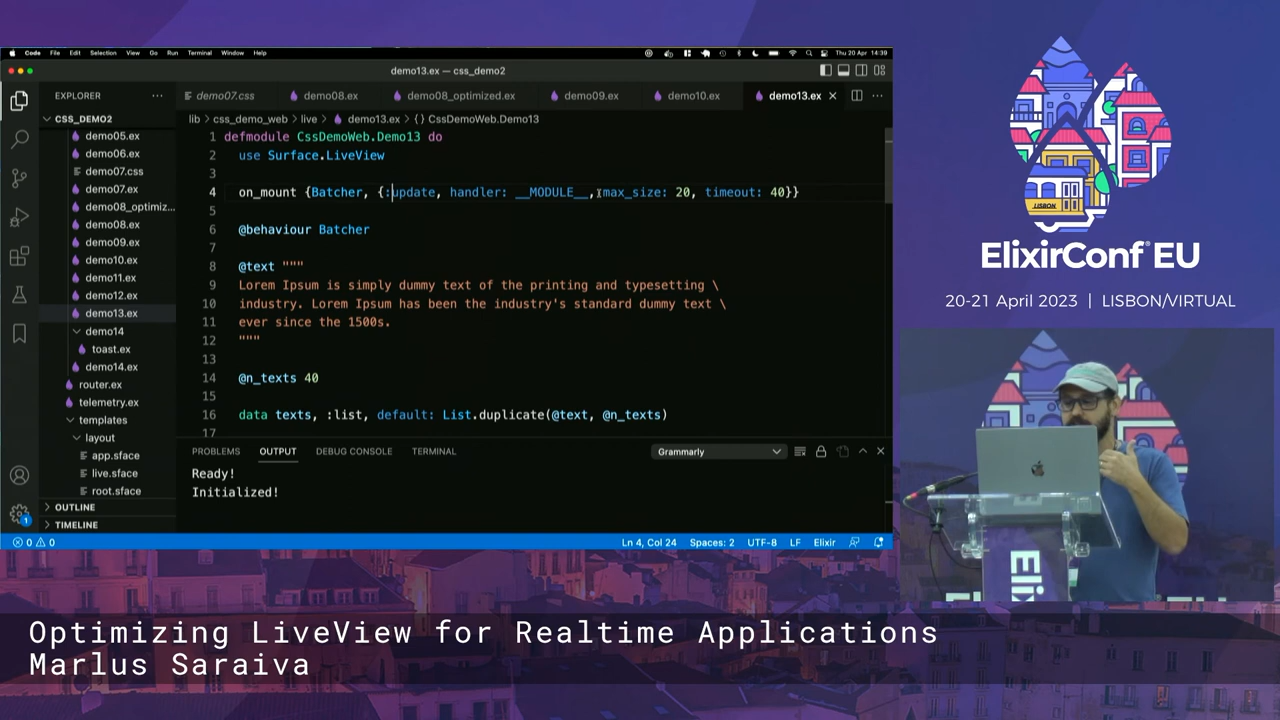 Code File Edit Selection View Go Run Terminal Window Help
Thu 20 Apr 14:39
demo13.ex — css_demo2
EXPLORER
demo07.css demo08.ex demo08_optimized.ex demo09.ex demo10.ex demo13.ex
CSS_DEMO2
lib > css_demo_web > live > demo13.ex > {} CssDemoWeb.Demo13
demo05.ex
demo06.ex
demo07.css
demo07.ex
demo08_optimiz...
demo08.ex
demo09.ex
demo10.ex
demo11.ex
demo12.ex
demo13.ex
demo14
toast.ex
demo14.ex
router.ex
telemetry.ex
templates
layout
app.sface
live.sface
root.sface
OUTLINE
TIMELINE
1 defmodule CssDemoWeb.Demo13 do
2 use Surface.LiveView
3
4 on_mount {Batcher, {:update, handler: __MODULE__, max_size: 20, timeout: 40}}
5
6 @behaviour Batcher
7
8 @text """
9 Lorem Ipsum is simply dummy text of the printing and typesetting \
10 industry. Lorem Ipsum has been the industry's standard dummy text \
11 ever since the 1500s.
12 """
13
14 @n_texts 40
15
16 data texts, :list, default: List.duplicate(@text, @n_texts)
17
PROBLEMS OUTPUT DEBUG CONSOLE TERMINAL
Grammarly
Ready!
Initialized!
1
0 0
Ln 4, Col 24 Spaces: 2 UTF-8 LF Elixir
LISBON
ElixirConf® EU
20-21 April 2023 | LISBON/VIRTUAL
Eli
Optimizing LiveView for Realtime Applications
Marlus Saraiva